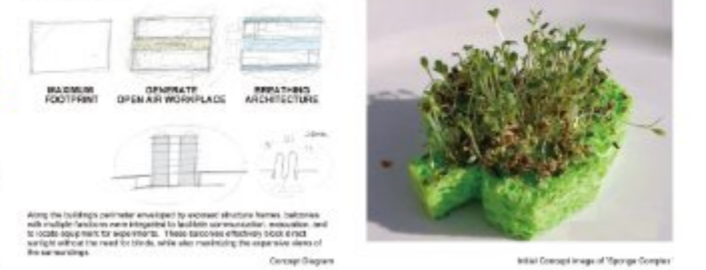 MAXIMUM
FOOTPRINT
GENERATE
OPEN AIR WORKPLACE
BREATHING
ARCHITECTURE
Along the building's perimeter enveloped by exposed structure frames, balconies
with multiple functions were integrated to facilitate communication, evacuation, and
to locate equipment for experiments. These balconies effectively block direct
sunlight without the need for blinds, while also maximizing the expansive views of
the surroundings.
Concept Diagram
Initial Concept Image of "Sponge Complex"